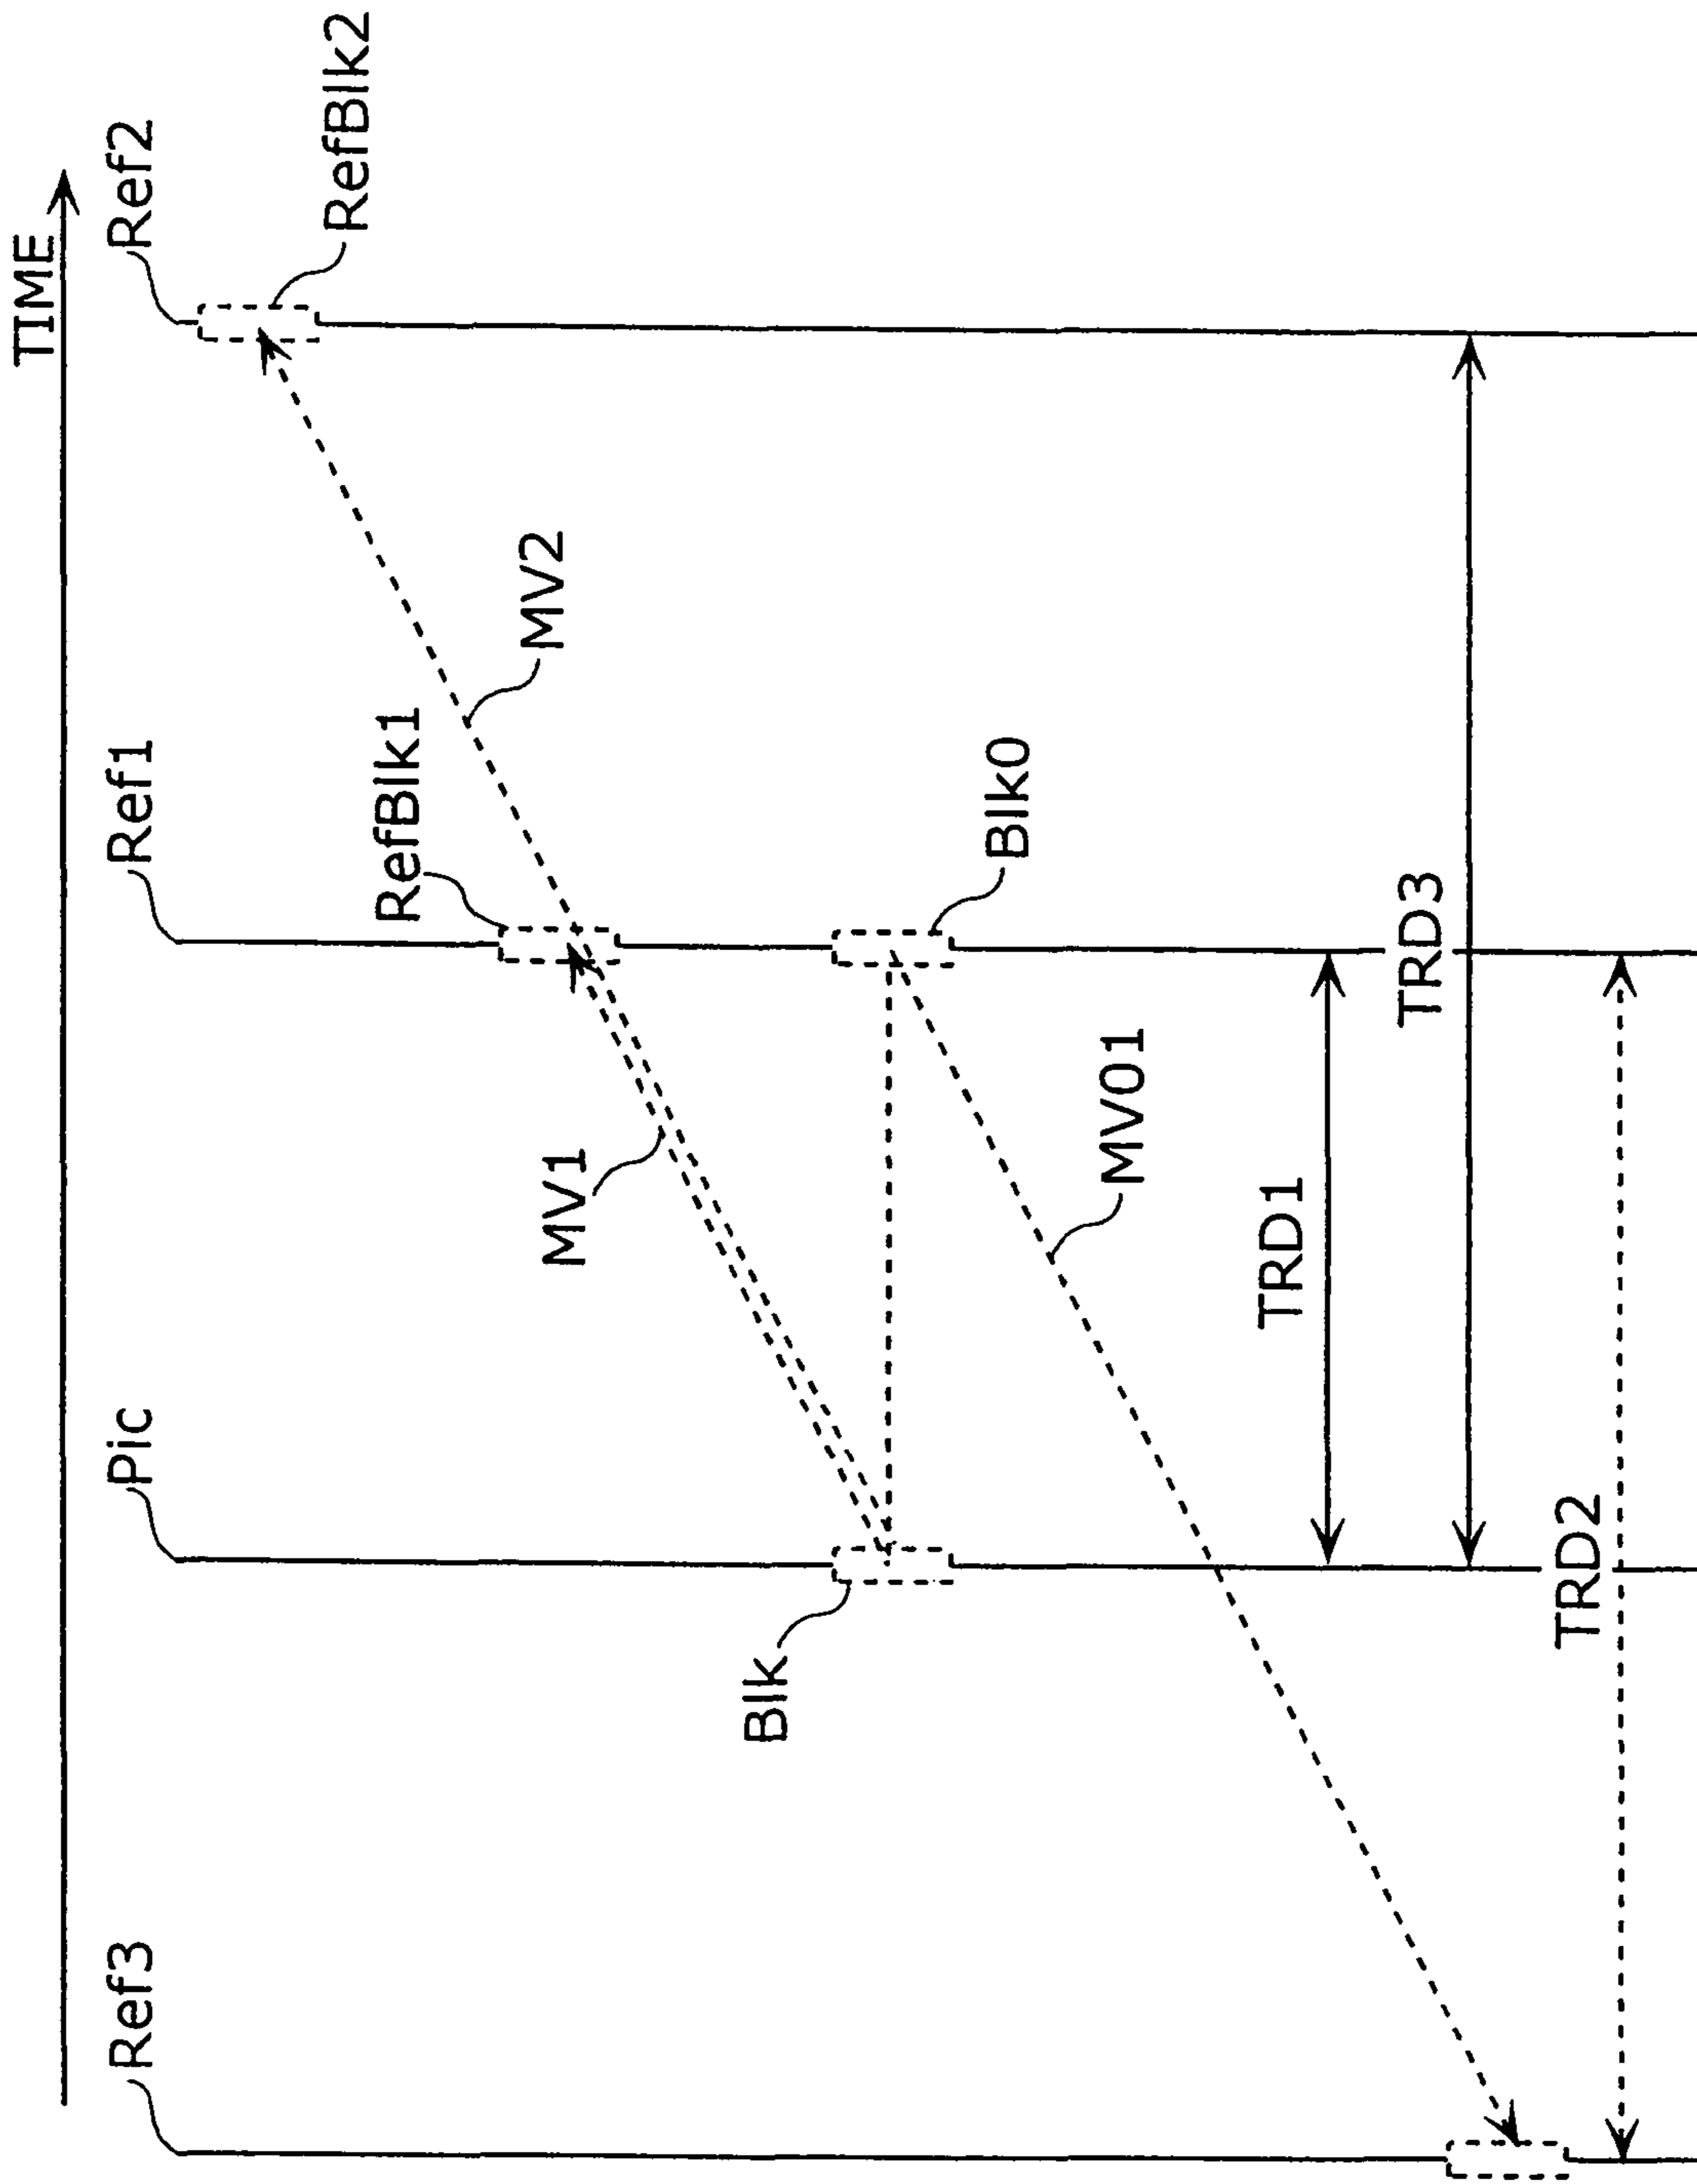 TIME
Ref3
Pic
Ref1
Ref2
RefBlk2
RefBlk1
MV2
MV1
Blk
Blk0
MV01
TRD1
TRD3
TRD2